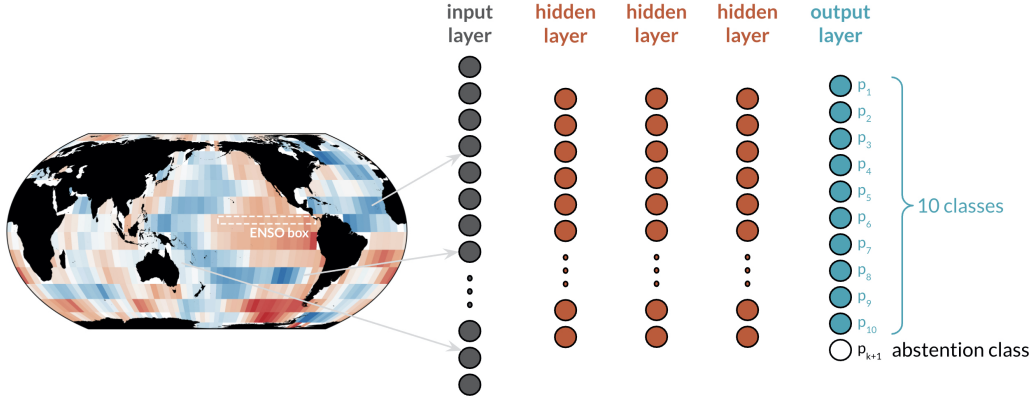 input
layer
hidden
layer
hidden
layer
hidden
layer
output
layer
p1
p2
p3
p4
p5
p6
p7
p8
p9
p10
10 classes
pk+1 abstention class
ENSO box